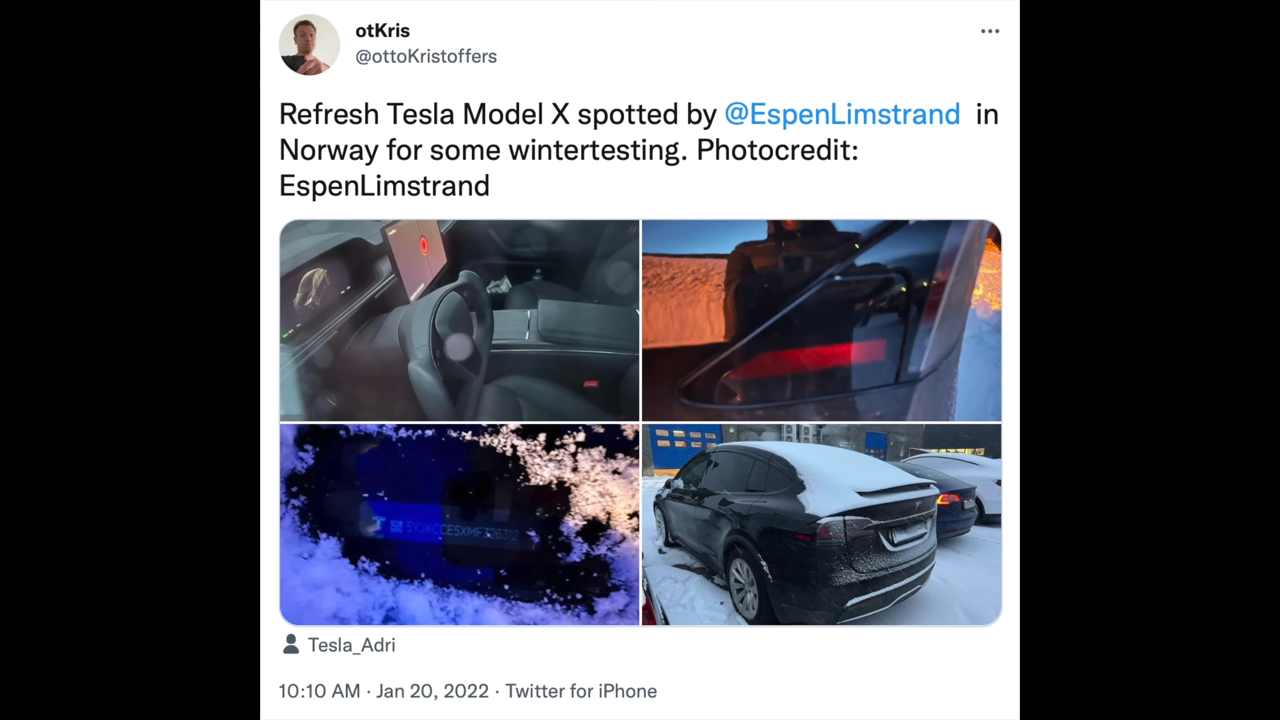 otKris
@ottoKristoffers
Refresh Tesla Model X spotted by @EspenLimstrand in
Norway for some wintertesting. Photocredit:
EspenLimstrand
5YJXCCE5XMF326312
Tesla_Adri
10:10 AM · Jan 20, 2022 · Twitter for iPhone